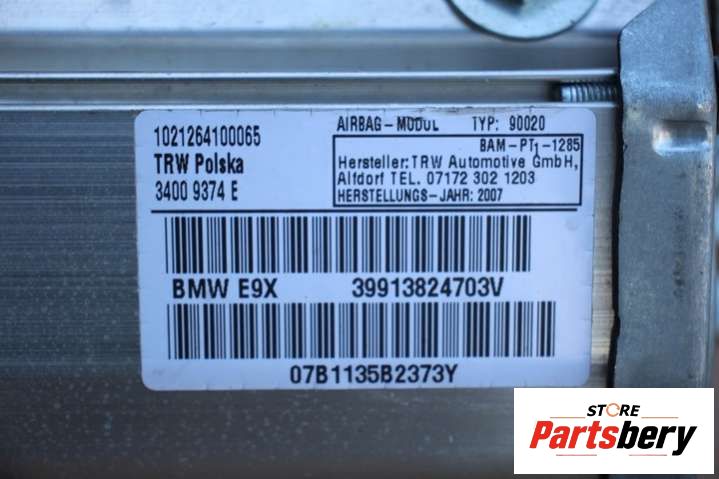 1021264100065
TRW Polska
3400 9374 E
AIRBAG-MODUL TYP: 90020
BAM-PT1-1285
Hersteller: TRW Automotive GmbH,
Alfdorf TEL. 07172 302 1203
HERSTELLUNGS-JAHR: 2007
BMW E9X 39913824703V
07B1135B2373Y
STORE
Partsbery